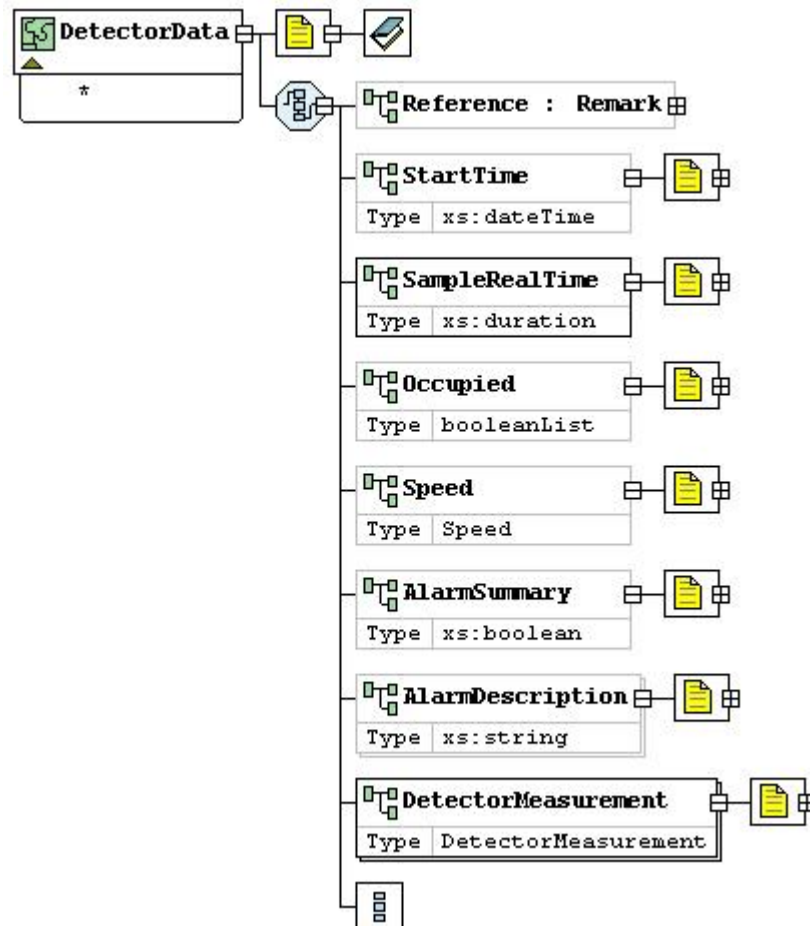 DetectorData
*
Reference : Remark
StartTime
Type xs:dateTime
SampleRealTime
Type xs:duration
Occupied
Type booleanList
Speed
Type Speed
AlarmSummary
Type xs:boolean
AlarmDescription
Type xs:string
DetectorMeasurement
Type DetectorMeasurement